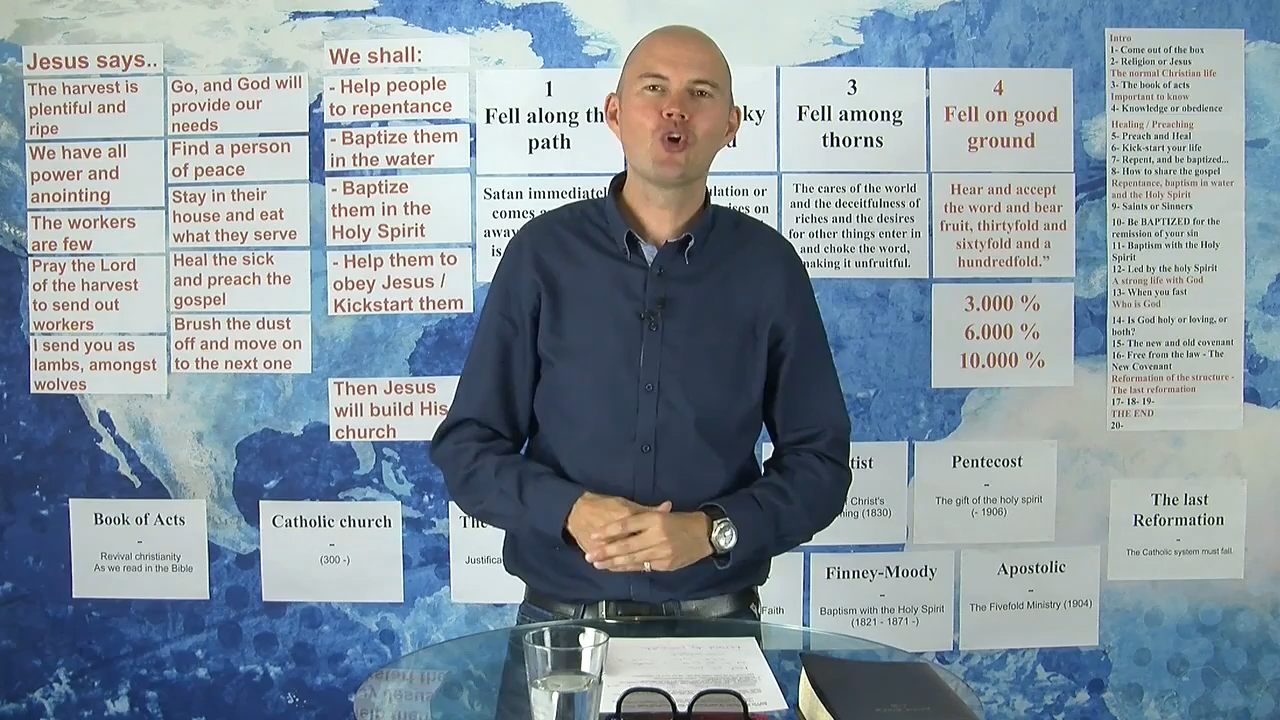 Jesus says..
The harvest is
plentiful and
ripe
We have all
power and
anointing
The workers
are few
Pray the Lord
of the harvest
to send out
workers
I send you as
lambs, amongst
wolves
Go, and God will
provide our
needs
Find a person
of peace
Stay in their
house and eat
what they serve
Heal the sick
and preach the
gospel
Brush the dust
off and move on
to the next one
We shall:
- Help people
to repentance
- Baptize them
in the water
- Baptize
them in the
Holy Spirit
- Help them to
obey Jesus /
Kickstart them
Then Jesus
will build His
church
1
Fell along th
path
Satan immediatel
comes
away
is
ky
lation or
ises on
3
Fell among
thorns
The cares of the world
and the deceitfulness of
riches and the desires
for other things enter in
and choke the word,
making it unfruitful.
4
Fell on good
ground
Hear and accept
the word and bear
fruit, thirtyfold and
sixtyfold and a
hundredfold.”
3.000 %
6.000 %
10.000 %
Intro
1- Come out of the box
2- Religion or Jesus
The normal Christian life
3- The book of acts
Important to know
4- Knowledge or obedience
Healing / Preaching
5- Preach and Heal
6- Kick-start your life
7- Repent, and be baptized...
8- How to share the gospel
Repentance, baptism in water
and the Holy Spirit
9- Saints or Sinners
10- Be BAPTIZED for the
remission of your sin
11- Baptism with the Holy
Spirit
12- Led by the holy Spirit
A strong life with God
13- When you fast
Who is God
14- Is God holy or loving, or
both?
15- The new and old covenant
16- Free from the law - The
New Covenant
Reformation of the structure -
The last reformation
17- 18- 19-
THE END
20-
Book of Acts
-
Revival christianity
As we read in the Bible
Catholic church
-
(300 -)
The
Justifica
Faith
tist
Christ's
ning (1830)
Pentecost
-
The gift of the holy spirit
(- 1906)
Finney-Moody
-
Baptism with the Holy Spirit
(1821 - 1871 -)
Apostolic
-
The Fivefold Ministry (1904)
The last
Reformation
-
The Catholic system must fall